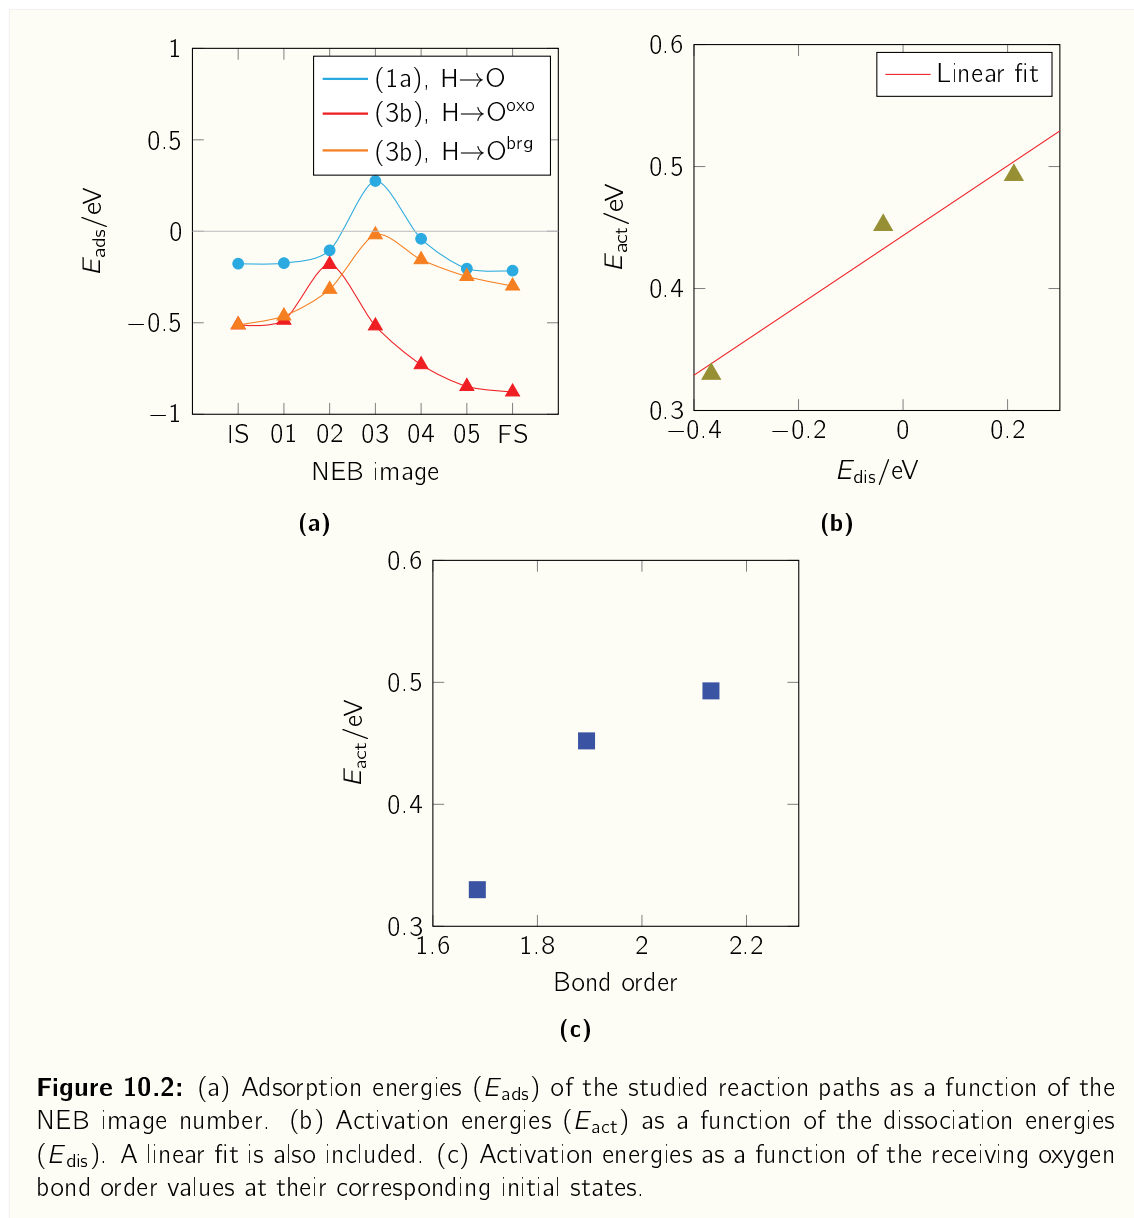 1
0.5
0
−0.5
−1
E_ads/eV
(1a), H→O
(3b), H→O^oxo
(3b), H→O^brg
IS 01 02 03 04 05 FS
NEB image
(a)
0.6
0.5
0.4
0.3
E_act/eV
Linear fit
−0.4 −0.2 0 0.2
E_dis/eV
(b)
0.6
0.5
0.4
0.3
E_act/eV
1.6 1.8 2 2.2
Bond order
(c)
Figure 10.2: (a) Adsorption energies (E_ads) of the studied reaction paths as a function of the
NEB image number. (b) Activation energies (E_act) as a function of the dissociation energies
(E_dis). A linear fit is also included. (c) Activation energies as a function of the receiving oxygen
bond order values at their corresponding initial states.